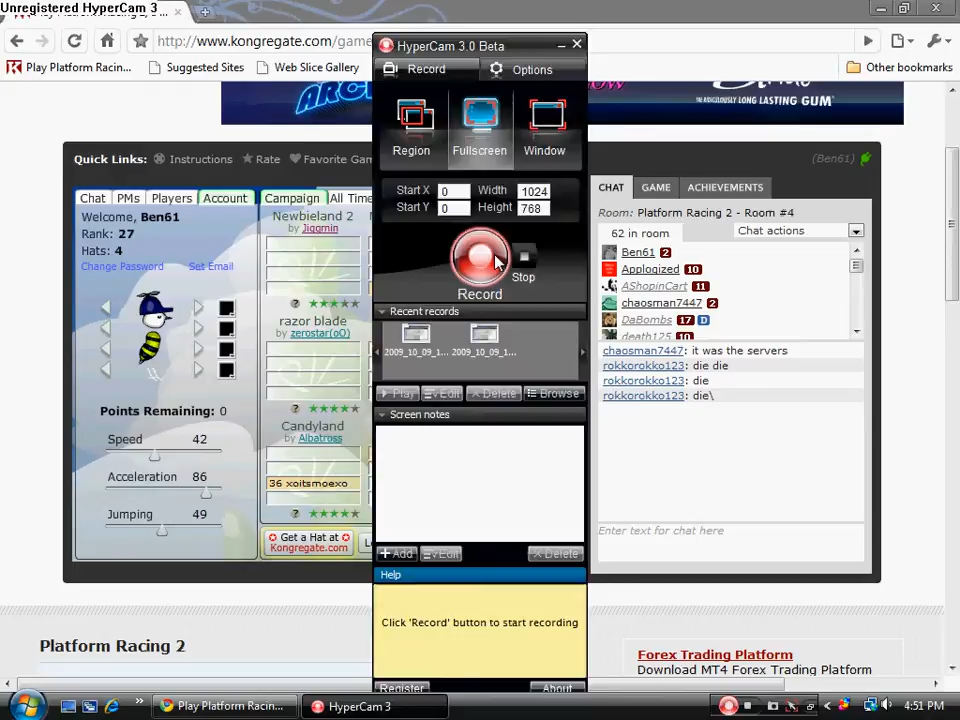 Unregistered HyperCam 3
http://www.kongregate.com/game
Play Platform Racin...
Suggested Sites
Web Slice Gallery
Other bookmarks
RIDICULOUSLY LONG LASTING GUM
Quick Links:
Instructions
Rate
Favorite Gam
(Ben61)
Chat
PMs
Players
Account
Welcome, Ben61
Rank: 27
Hats: 4
Change Password
Set Email
Points Remaining: 0
Speed 42
Acceleration 86
Jumping 49
Campaign
All Time
Newbieland 2
by Jiggmin
?
razor blade
by zerostar(oO)
?
Candyland
by Albatross
36 xoitsmoexo
?
Get a Hat at
Kongregate.com
HyperCam 3.0 Beta
Record
Options
Region
Fullscreen
Window
Start X 0 Width 1024
Start Y 0 Height 768
Record
Stop
Recent records
2009_10_09_1...
2009_10_09_1...
Play
Edit
Delete
Browse
Screen notes
Add
Edit
Delete
Help
Click 'Record' button to start recording
Register
About
CHAT
GAME
ACHIEVEMENTS
Room: Platform Racing 2 - Room #4
62 in room
Chat actions
Ben61 2
Applogized 10
AShopinCart 11
chaosman7447 2
DaBombs 17 D
death125 10
chaosman7447: it was the servers
rokkorokko123: die die
rokkorokko123: die
rokkorokko123: die\
Enter text for chat here
Platform Racing 2
Forex Trading Platform
Download MT4 Forex Trading Platform
Play Platform Racin...
HyperCam 3
4:51 PM